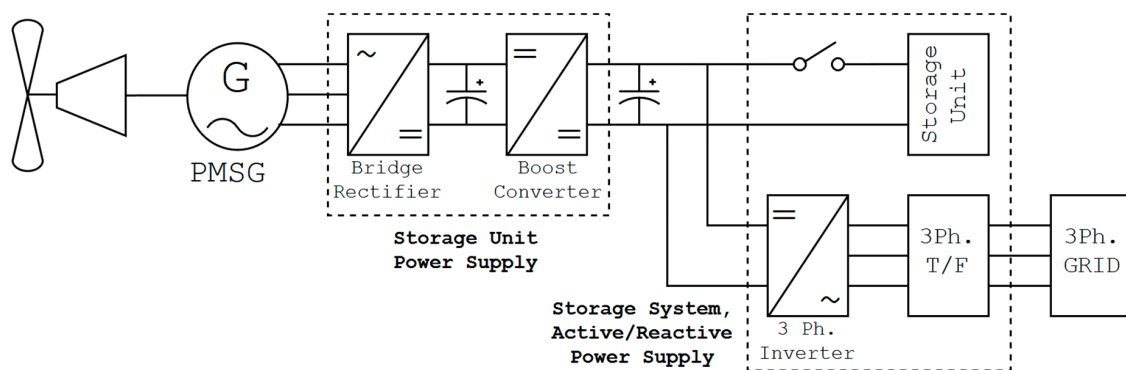 G
PMSG
~
=
Bridge
Rectifier
+
=
=
Boost
Converter
+
Storage Unit
Power Supply
Storage
Unit
=
~
3 Ph.
Inverter
3Ph.
T/F
3Ph.
GRID
Storage System,
Active/Reactive
Power Supply